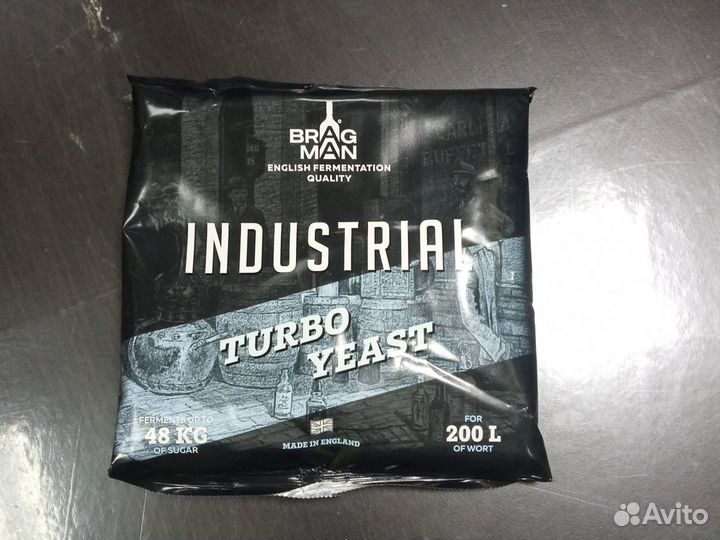 BRAG
MAN
ENGLISH FERMENTATION
QUALITY
INDUSTRIAL
TURBO
YEAST
FERMENTS UP TO
48 KG
OF SUGAR
MADE IN ENGLAND
FOR
200 L
OF WORT
Avito